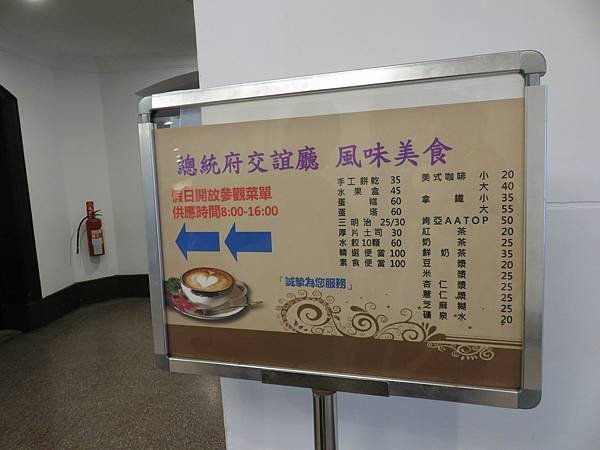 總統府交誼廳 風味美食
假日開放參觀菜單
供應時間8:00-16:00
「誠摯為您服務」
手工餅乾 35
水果盒 45
蛋糕 60
蛋塔 60
三明治 25/30
厚片土司 30
水餃10顆 60
精選便當 100
素食便當 100
美式咖啡 小 20
大 40
拿鐵 小 35
大 55
肯亞AATOP 50
紅茶 20
奶茶 25
鮮奶茶 35
豆漿 20
米漿 25
杏仁漿 25
薏仁漿 25
芝麻糊 25
礦泉水 20